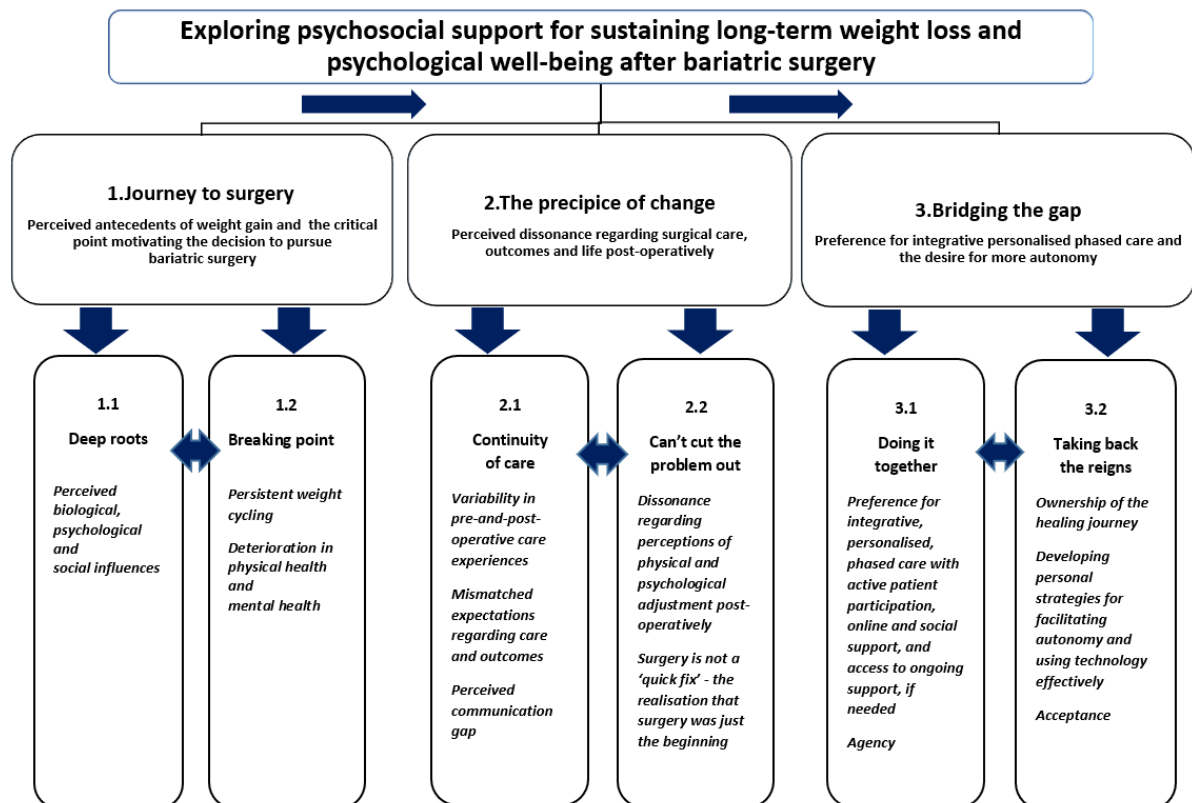 Exploring psychosocial support for sustaining long-term weight loss and
psychological well-being after bariatric surgery
1.Journey to surgery
Perceived antecedents of weight gain and the critical
point motivating the decision to pursue
bariatric surgery
2.The precipice of change
Perceived dissonance regarding surgical care,
outcomes and life post-operatively
3.Bridging the gap
Preference for integrative personalised phased care and
the desire for more autonomy
1.1
Deep roots
Perceived
biological,
psychological
and
social influences
1.2
Breaking point
Persistent weight
cycling
Deterioration in
physical health
and
mental health
2.1
Continuity
of care
Variability in
pre-and-post-
operative care
experiences
Mismatched
expectations
regarding care
and outcomes
Perceived
communication
gap
2.2
Can’t cut the
problem out
Dissonance
regarding
perceptions of
physical and
psychological
adjustment post-
operatively
Surgery is not a
‘quick fix’ - the
realisation that
surgery was just
the beginning
3.1
Doing it
together
Preference for
integrative,
personalised,
phased care with
active patient
participation,
online and social
support, and
access to ongoing
support, if
needed
Agency
3.2
Taking back
the reigns
Ownership of the
healing journey
Developing
personal
strategies for
facilitating
autonomy and
using technology
effectively
Acceptance